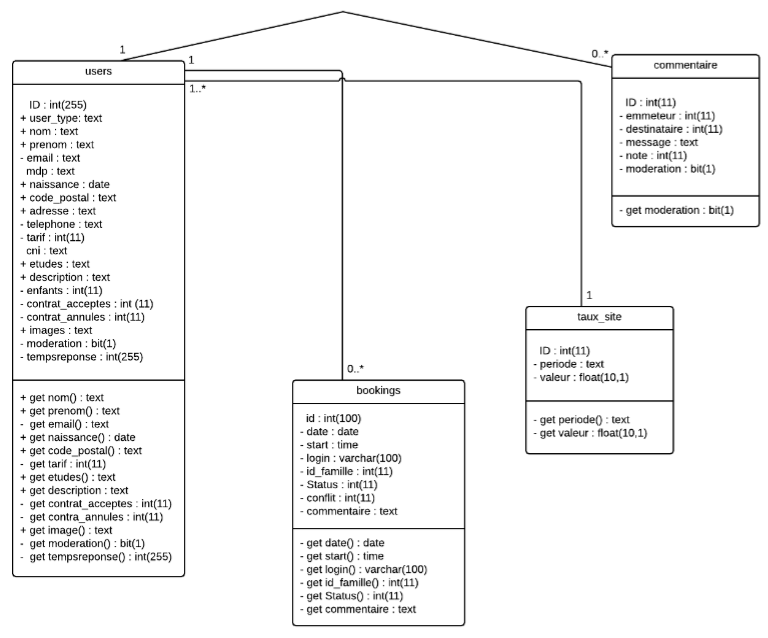 1
users
ID : int(255)
+ user_type: text
+ nom : text
+ prenom : text
- email : text
mdp : text
+ naissance : date
+ code_postal : text
+ adresse : text
- telephone : text
- tarif : int(11)
cni : text
+ etudes : text
+ description : text
- enfants : int(11)
- contrat_acceptes : int (11)
- contrat_annules : int(11)
+ images : text
- moderation : bit(1)
- tempsreponse : int(255)
+ get nom() : text
+ get prenom() : text
- get email() : text
+ get naissance() : date
+ get code_postal() : text
- get tarif : int(11)
+ get etudes() : text
+ get description : text
- get contrat_acceptes : int(11)
- get contra_annules : int(11)
+ get image() : text
- get moderation() : bit(1)
- get tempsreponse() : int(255)
1
1..*
0..*
bookings
id : int(100)
- date : date
- start : time
- login : varchar(100)
- id_famille : int(11)
- Status : int(11)
- conflit : int(11)
- commentaire : text
- get date() : date
- get start() : time
- get login() : varchar(100)
- get id_famille() : int(11)
- get Status() : int(11)
- get commentaire : text
0..*
commentaire
ID : int(11)
- emmeteur : int(11)
- destinataire : int(11)
- message : text
- note : int(11)
- moderation : bit(1)
- get moderation : bit(1)
1
taux_site
ID : int(11)
- periode : text
- valeur : float(10,1)
- get periode() : text
- get valeur : float(10,1)